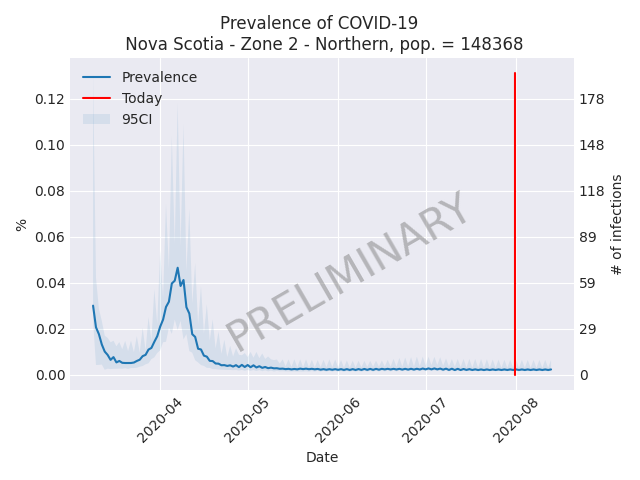 Prevalence of COVID-19
Nova Scotia - Zone 2 - Northern, pop. = 148368
Prevalence
Today
95CI
0.12
0.10
0.08
0.06
0.04
0.02
0.00
%
178
148
118
89
59
29
0
# of infections
PRELIMINARY
2020-04
2020-05
2020-06
2020-07
2020-08
Date